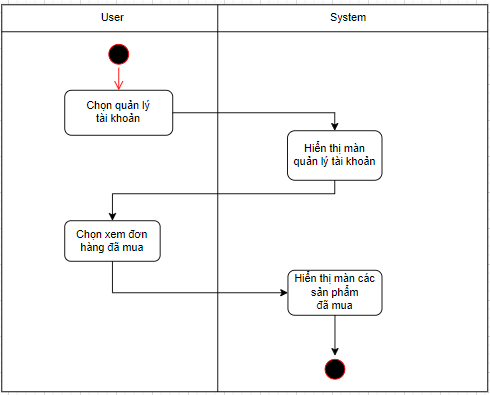 User
System
Chọn quản lý
tài khoản
Hiển thị màn
quản lý tài khoản
Chọn xem đơn
hàng đã mua
Hiển thị màn các
sản phẩm
đã mua